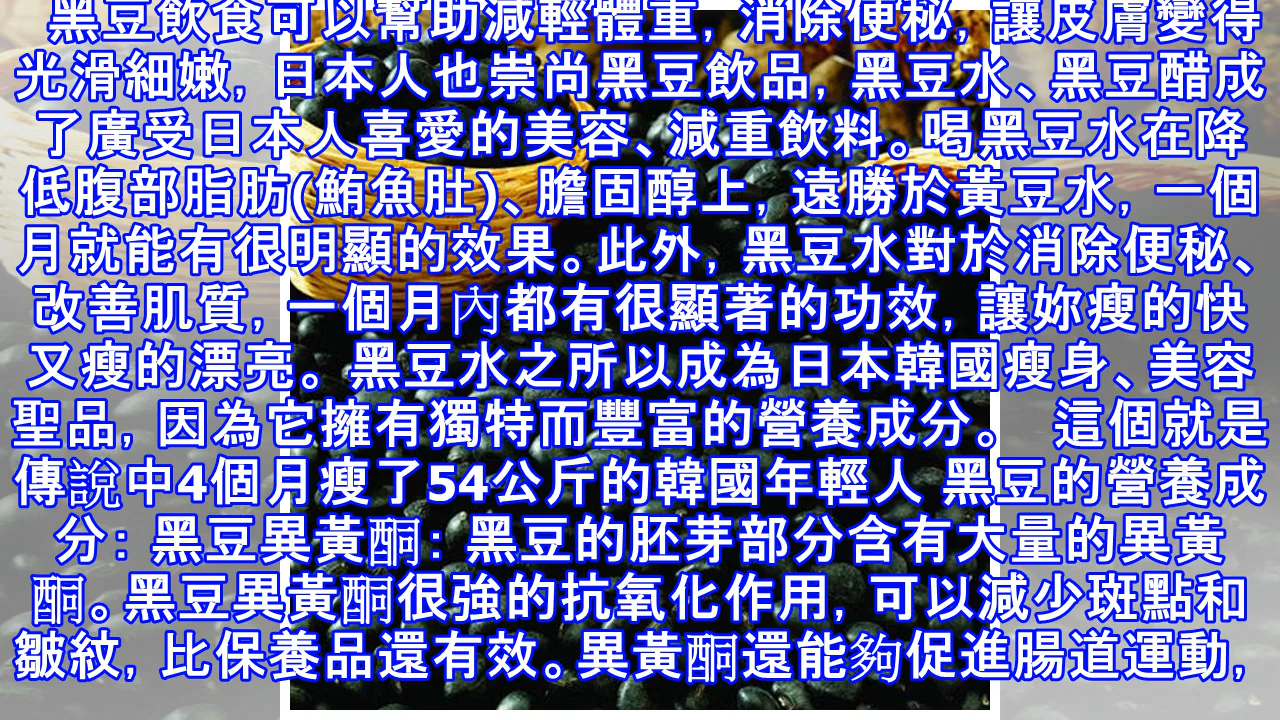 黑豆飲食可以幫助減輕體重, 消除便秘, 讓皮膚變得
光滑細嫩, 日本人也崇尚黑豆飲品, 黑豆水、黑豆醋成
了廣受日本人喜愛的美容、減重飲料。喝黑豆水在降
低腹部脂肪(鮪魚肚)、膽固醇上, 遠勝於黃豆水, 一個
月就能有很明顯的效果。此外, 黑豆水對於消除便秘、
改善肌質, 一個月內都有很顯著的功效, 讓妳瘦的快
又瘦的漂亮。黑豆水之所以成為日本韓國瘦身、美容
聖品, 因為它擁有獨特而豐富的營養成分。 這個就是
傳說中4個月瘦了54公斤的韓國年輕人 黑豆的營養成
分: 黑豆異黃酮: 黑豆的胚芽部分含有大量的異黃
酮。黑豆異黃酮很強的抗氧化作用, 可以減少斑點和
皺紋, 比保養品還有效。異黃酮還能夠促進腸道運動,